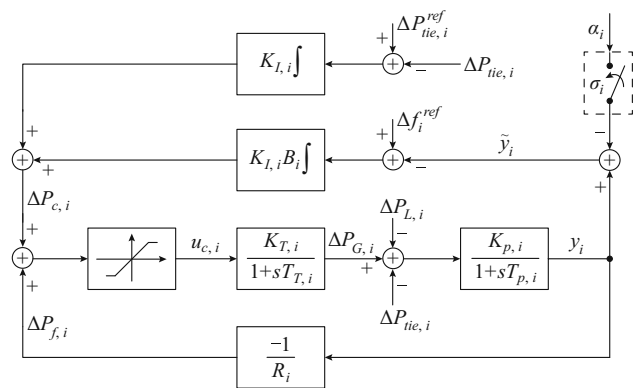 ΔP_{tie, i}^{ref}
α_i
K_{I, i}∫
+
−
ΔP_{tie, i}
σ_i
+
+
Δf_i^{ref}
−
+
ỹ_i
K_{I, i}B_i∫
+
−
+
ΔP_{c, i}
ΔP_{L, i}
+
u_{c, i}
K_{T, i}
1+sT_{T, i}
ΔP_{G, i}
−
+
−
K_{p, i}
1+sT_{p, i}
y_i
+
ΔP_{f, i}
ΔP_{tie, i}
−1
R_i